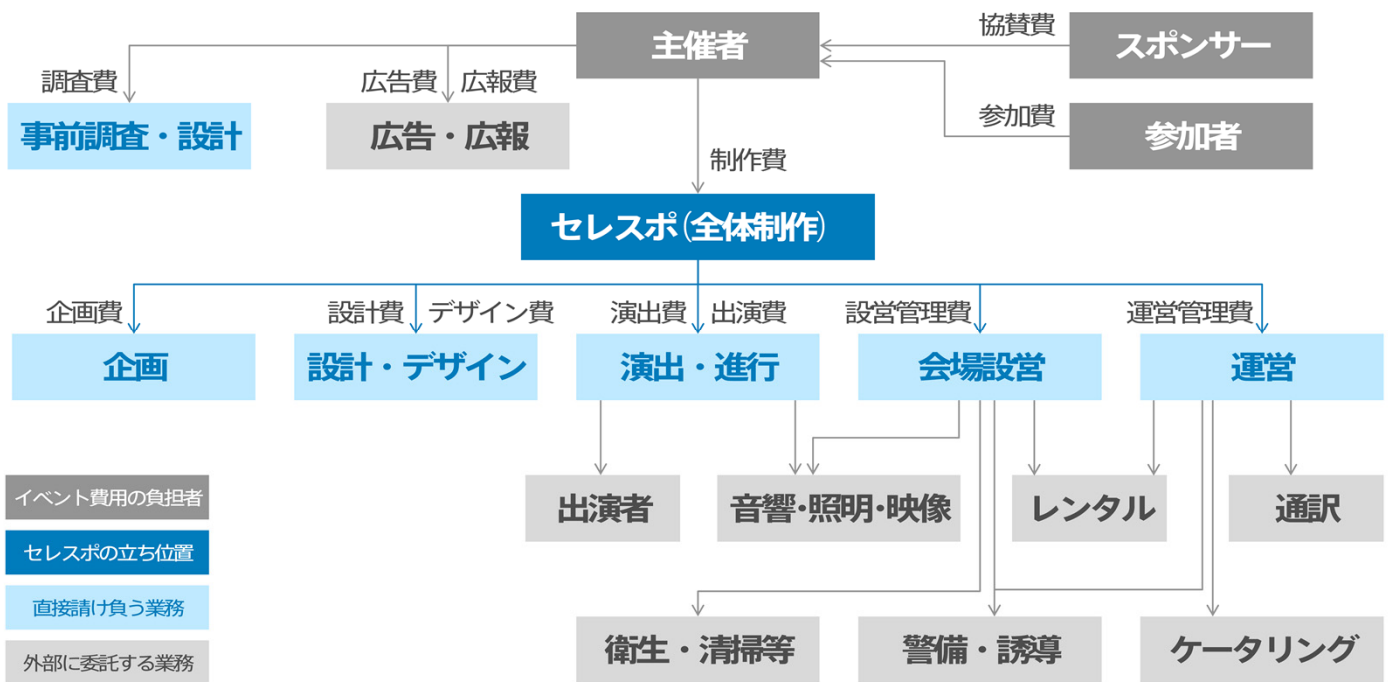 主催者
協賛費
スポンサー
調査費
広告費
広報費
事前調査・設計
広告・広報
参加費
参加者
制作費
セレスポ(全体制作)
企画費
設計費
デザイン費
演出費
出演費
設営管理費
運営管理費
企画
設計・デザイン
演出・進行
会場設営
運営
イベント費用の負担者
出演者
音響・照明・映像
レンタル
通訳
セレスポの立ち位置
直接請け負う業務
外部に委託する業務
衛生・清掃等
警備・誘導
ケータリング